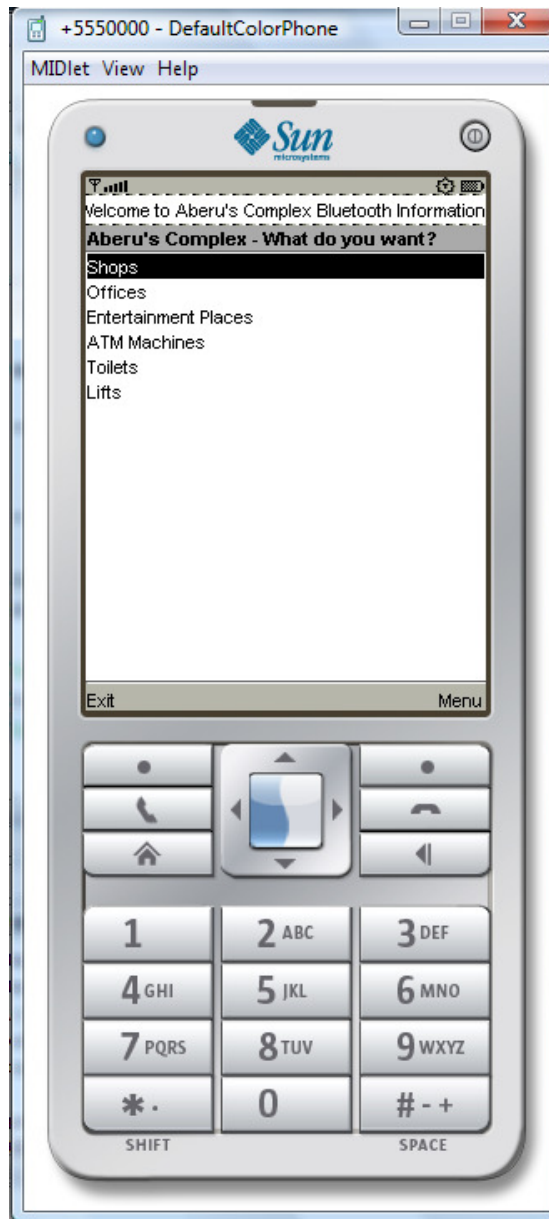 +5550000 - DefaultColorPhone
MIDlet View Help
Sun
microsystems
Welcome to Aberu's Complex Bluetooth Information
Aberu's Complex - What do you want?
Shops
Offices
Entertainment Places
ATM Machines
Toilets
Lifts
Exit Menu
1 2 ABC 3 DEF
4 GHI 5 JKL 6 MNO
7 PQRS 8 TUV 9 WXYZ
* . 0 # - +
SHIFT SPACE